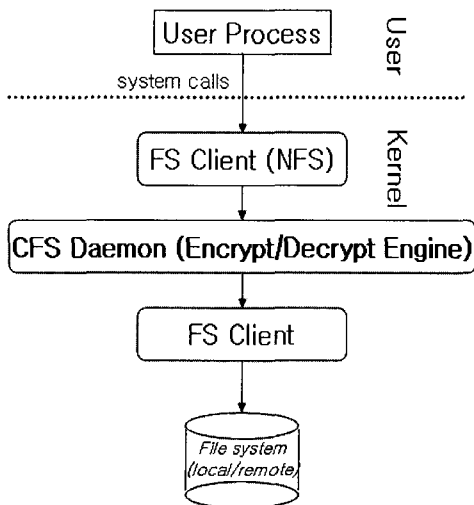 User Process
User
system calls
Kernel
FS Client (NFS)
CFS Daemon (Encrypt/Decrypt Engine)
FS Client
File system
(local/remote)